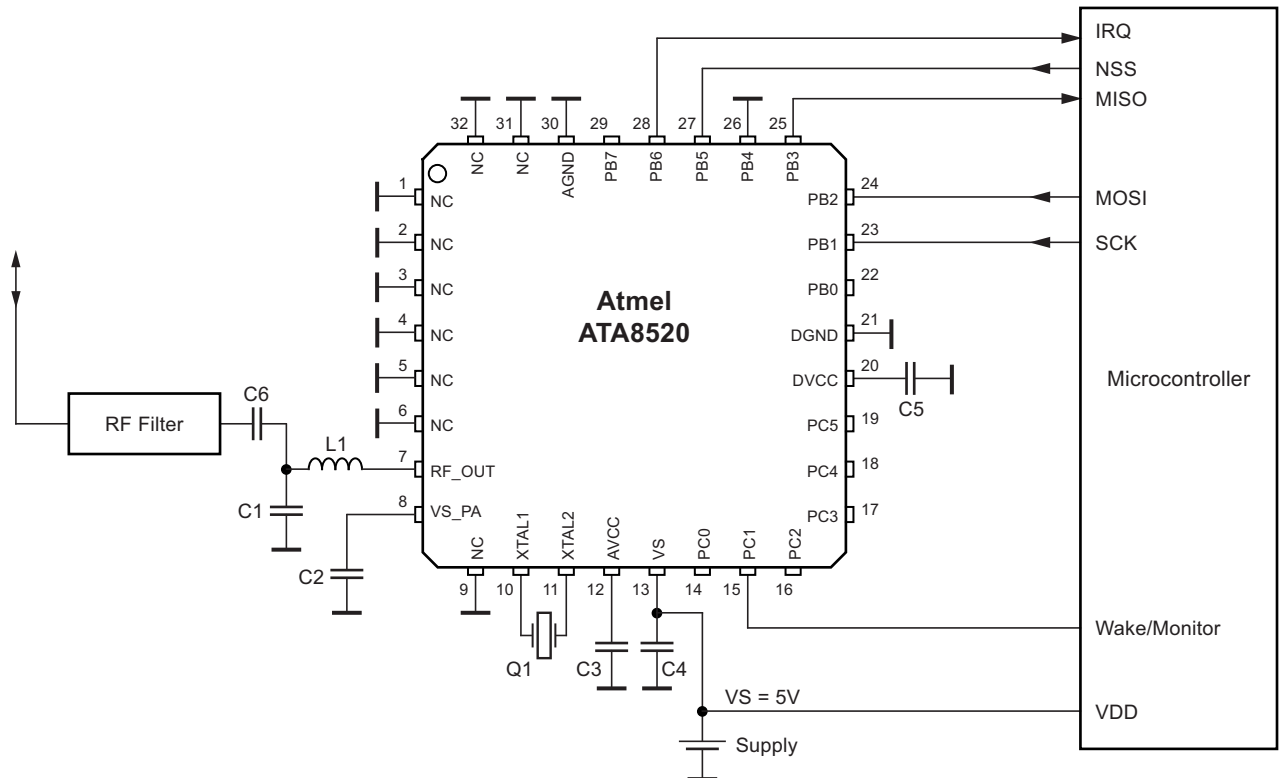 IRQ
NSS
MISO
32
31
30
29
28
27
26
25
NC
NC
AGND
PB7
PB6
PB5
PB4
PB3
1
NC
2
NC
3
NC
4
NC
5
NC
6
NC
7
RF_OUT
8
VS_PA
PB2
24
MOSI
PB1
23
SCK
PB0
22
DGND
21
DVCC
20
C5
PC5
19
PC4
18
PC3
17
Atmel
ATA8520
Microcontroller
RF Filter
C6
L1
C1
C2
NC
XTAL1
XTAL2
AVCC
VS
PC0
PC1
PC2
9
10
11
12
13
14
15
16
Q1
C3
C4
Wake/Monitor
VS = 5V
VDD
Supply